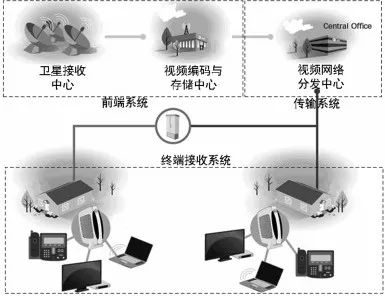 Central Office
卫星接收
中心
视频编码与
存储中心
视频网络
分发中心
前端系统
传输系统
终端接收系统